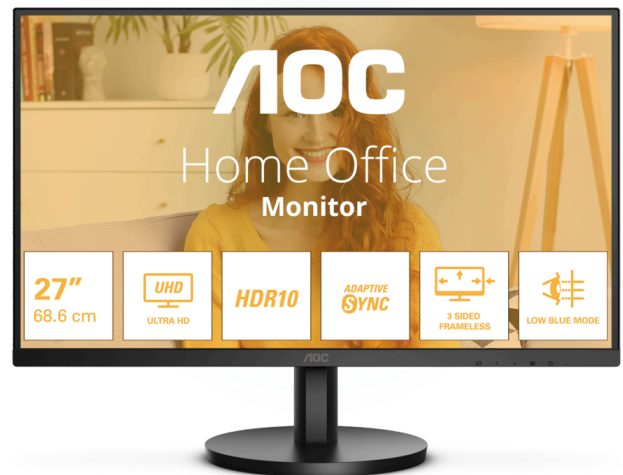 AOC
Home Office
Monitor
27"
68.6 cm
UHD
ULTRA HD
HDR10
ADAPTIVE
SYNC
3 SIDED
FRAMELESS
LOW BLUE MODE
AOC